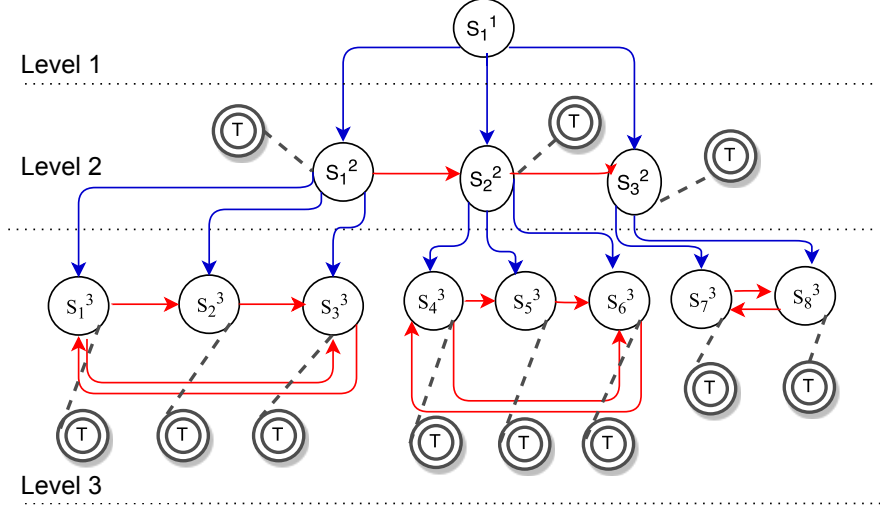 S₁¹
Level 1
T
T
T
Level 2
S₁²
S₂²
S₃²
S₁³
S₂³
S₃³
S₄³
S₅³
S₆³
S₇³
S₈³
T
T
T
T
T
T
T
T
Level 3